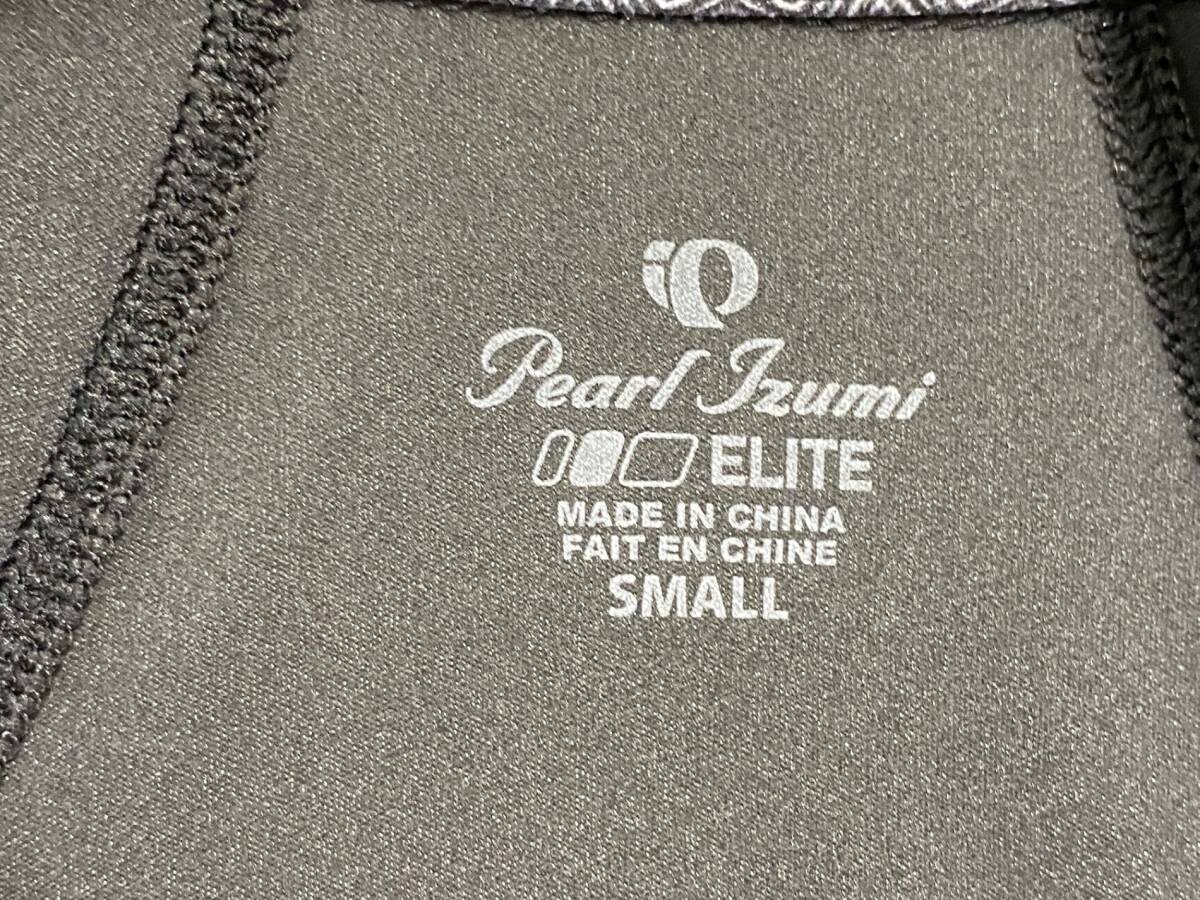 Pearl Izumi
ELITE
MADE IN CHINA
FAIT EN CHINE
SMALL